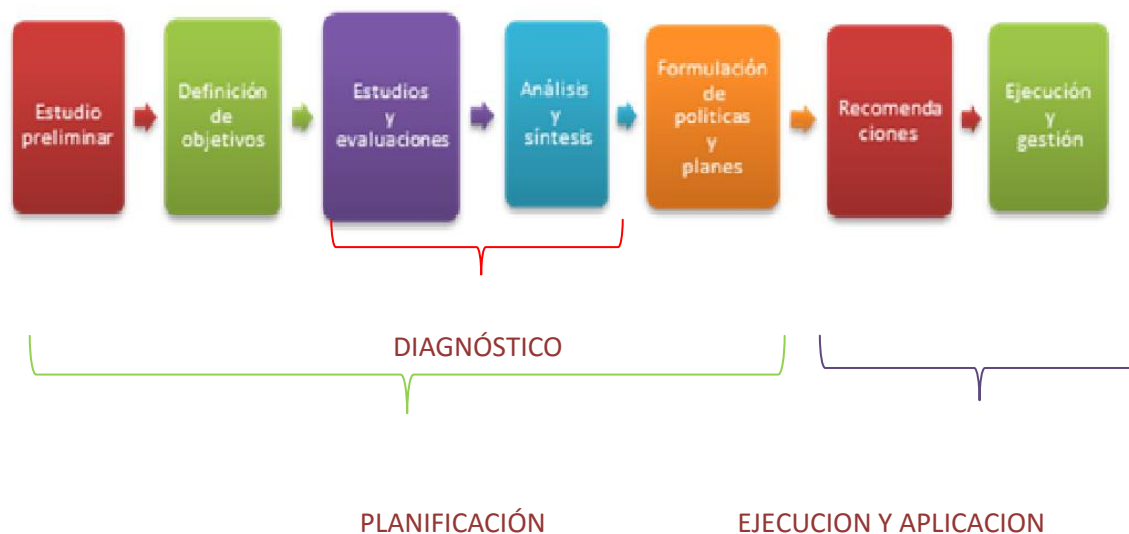 Estudio
preliminar
Definición
de
objetivos
Estudios
y
evaluaciones
Análisis
y
síntesis
Formulación
de
politicas
y
planes
Recomenda
ciones
Ejecución
y
gestión
DIAGNÓSTICO
PLANIFICACIÓN
EJECUCION Y APLICACION